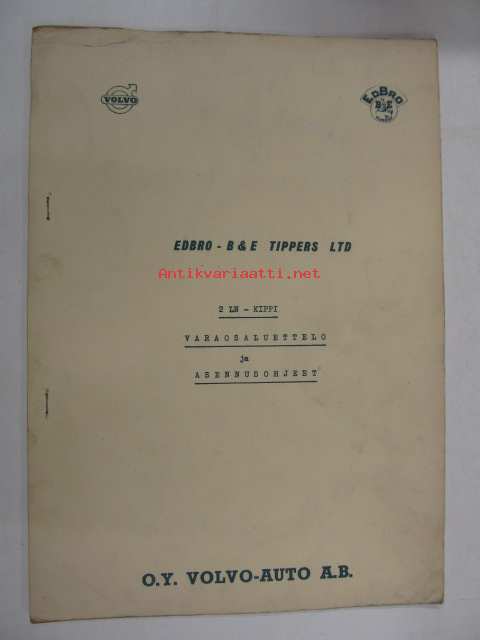 VOLVO
EDBRO
B&E
EDBRO - B & E TIPPERS LTD
Antikvariaatti.net
2 LN - KIPPI
VARAOSALUETTELO
ja
ASENNUSOHJEET
O.Y. VOLVO-AUTO A.B.